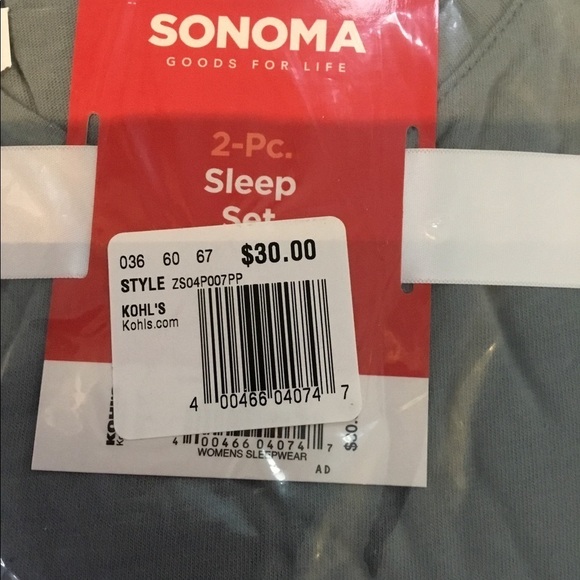 SONOMA
GOODS FOR LIFE
2-Pc.
Sleep
Set
036 60 67 $30.00
STYLE ZS04P007PP
KOHL'S
Kohls.com
4 00466 04074 7
4 00466 04074 7
WOMENS SLEEPWEAR
AD